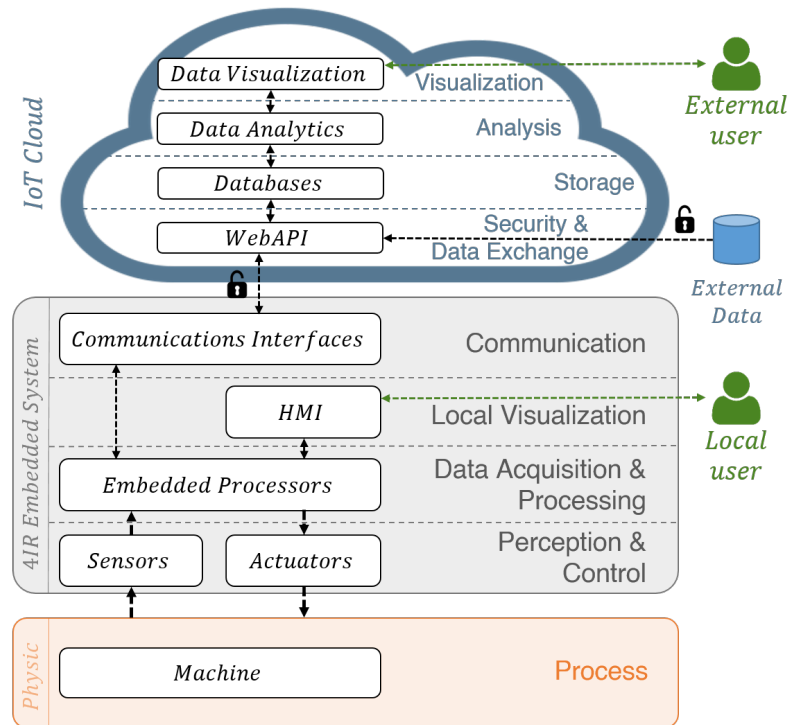 IoT Cloud
Data Visualization
Visualization
Data Analytics
Analysis
Databases
Storage
WebAPI
Security &
Data Exchange
External
user
External
Data
4IR Embedded System
Communications Interfaces
Communication
HMI
Local Visualization
Local
user
Embedded Processors
Data Acquisition &
Processing
Sensors
Actuators
Perception &
Control
Physic
Machine
Process